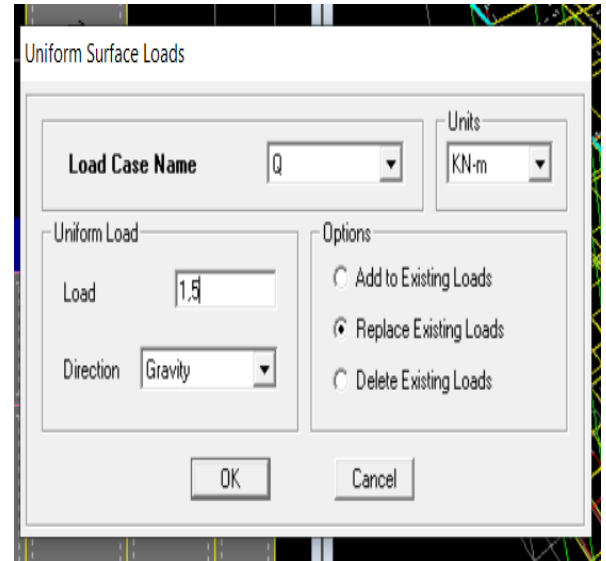 Uniform Surface Loads
Units
Load Case Name Q KN-m
Uniform Load
Load 1,5
Direction Gravity
Options
Add to Existing Loads
Replace Existing Loads
Delete Existing Loads
OK Cancel